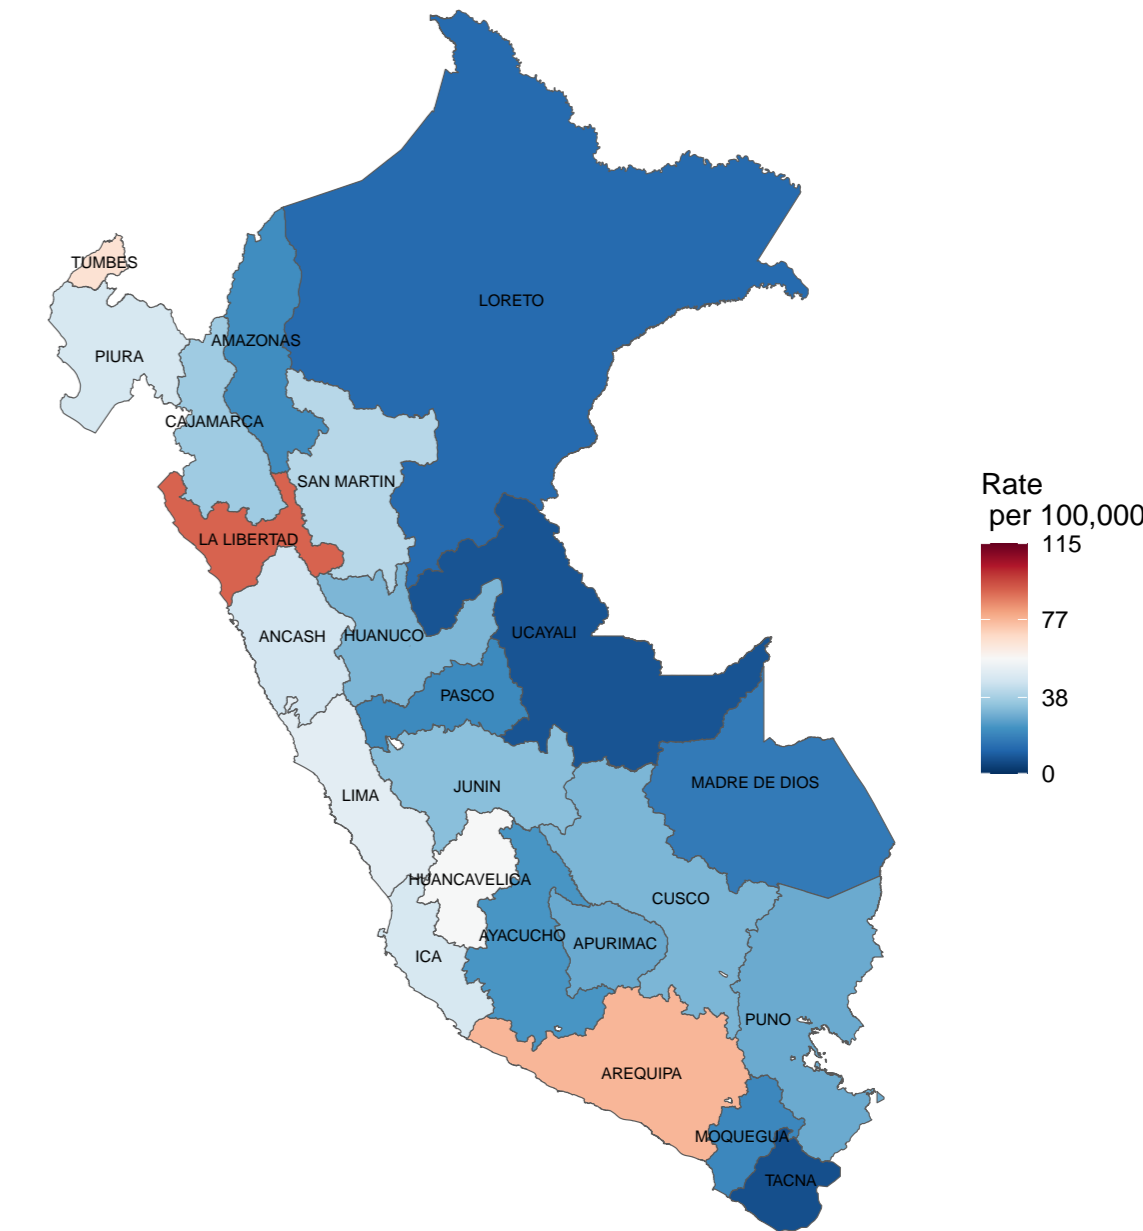 TUMBES
LORETO
AMAZONAS
PIURA
CAJAMARCA
SAN MARTIN
LA LIBERTAD
ANCASH
HUANUCO
UCAYALI
PASCO
MADRE DE DIOS
JUNIN
LIMA
HUANCAVELICA
CUSCO
AYACUCHO
APURIMAC
ICA
PUNO
AREQUIPA
MOQUEGUA
TACNA
Rate
per 100,000
115
77
38
0